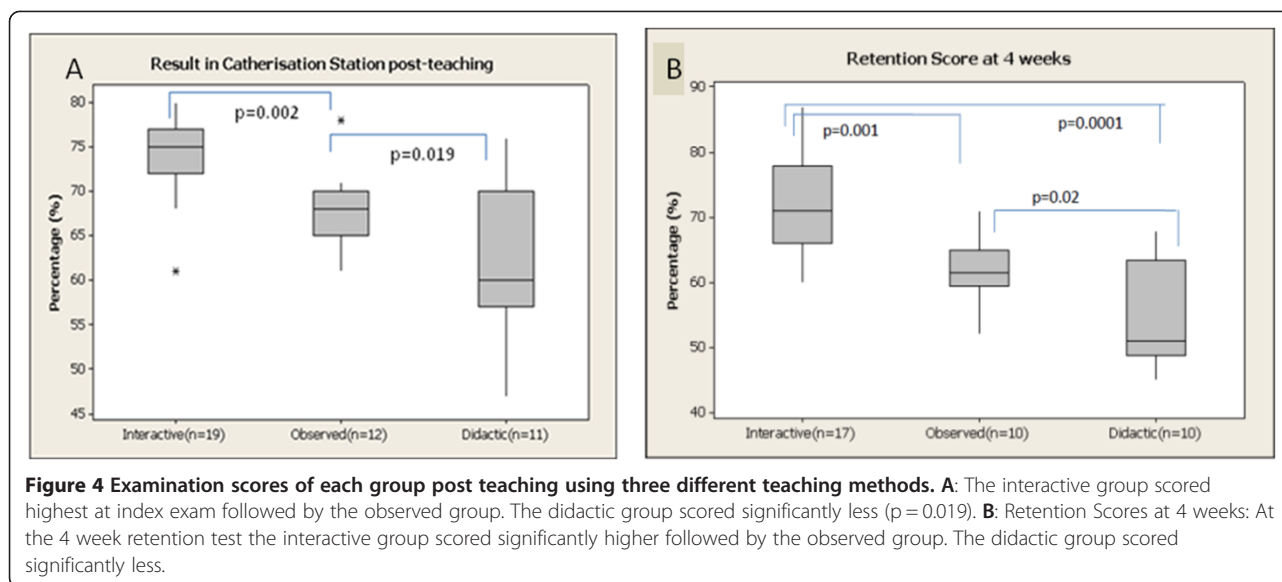 A
Result in Catherisation Station post-teaching
Percentage (%)
80
75
70
65
60
55
50
45
p=0.002
*
p=0.019
*
Interactive(n=19)
Observed(n=12)
Didactic(n=11)
B
Retention Score at 4 weeks
Percentage (%)
90
80
70
60
50
40
p=0.001
p=0.0001
p=0.02
Interactive(n=17)
Observed(n=10)
Didactic(n=10)
Figure 4 Examination scores of each group post teaching using three different teaching methods. A: The interactive group scored
highest at index exam followed by the observed group. The didactic group scored significantly less (p = 0.019). B: Retention Scores at 4 weeks: At
the 4 week retention test the interactive group scored significantly higher followed by the observed group. The didactic group scored
significantly less.